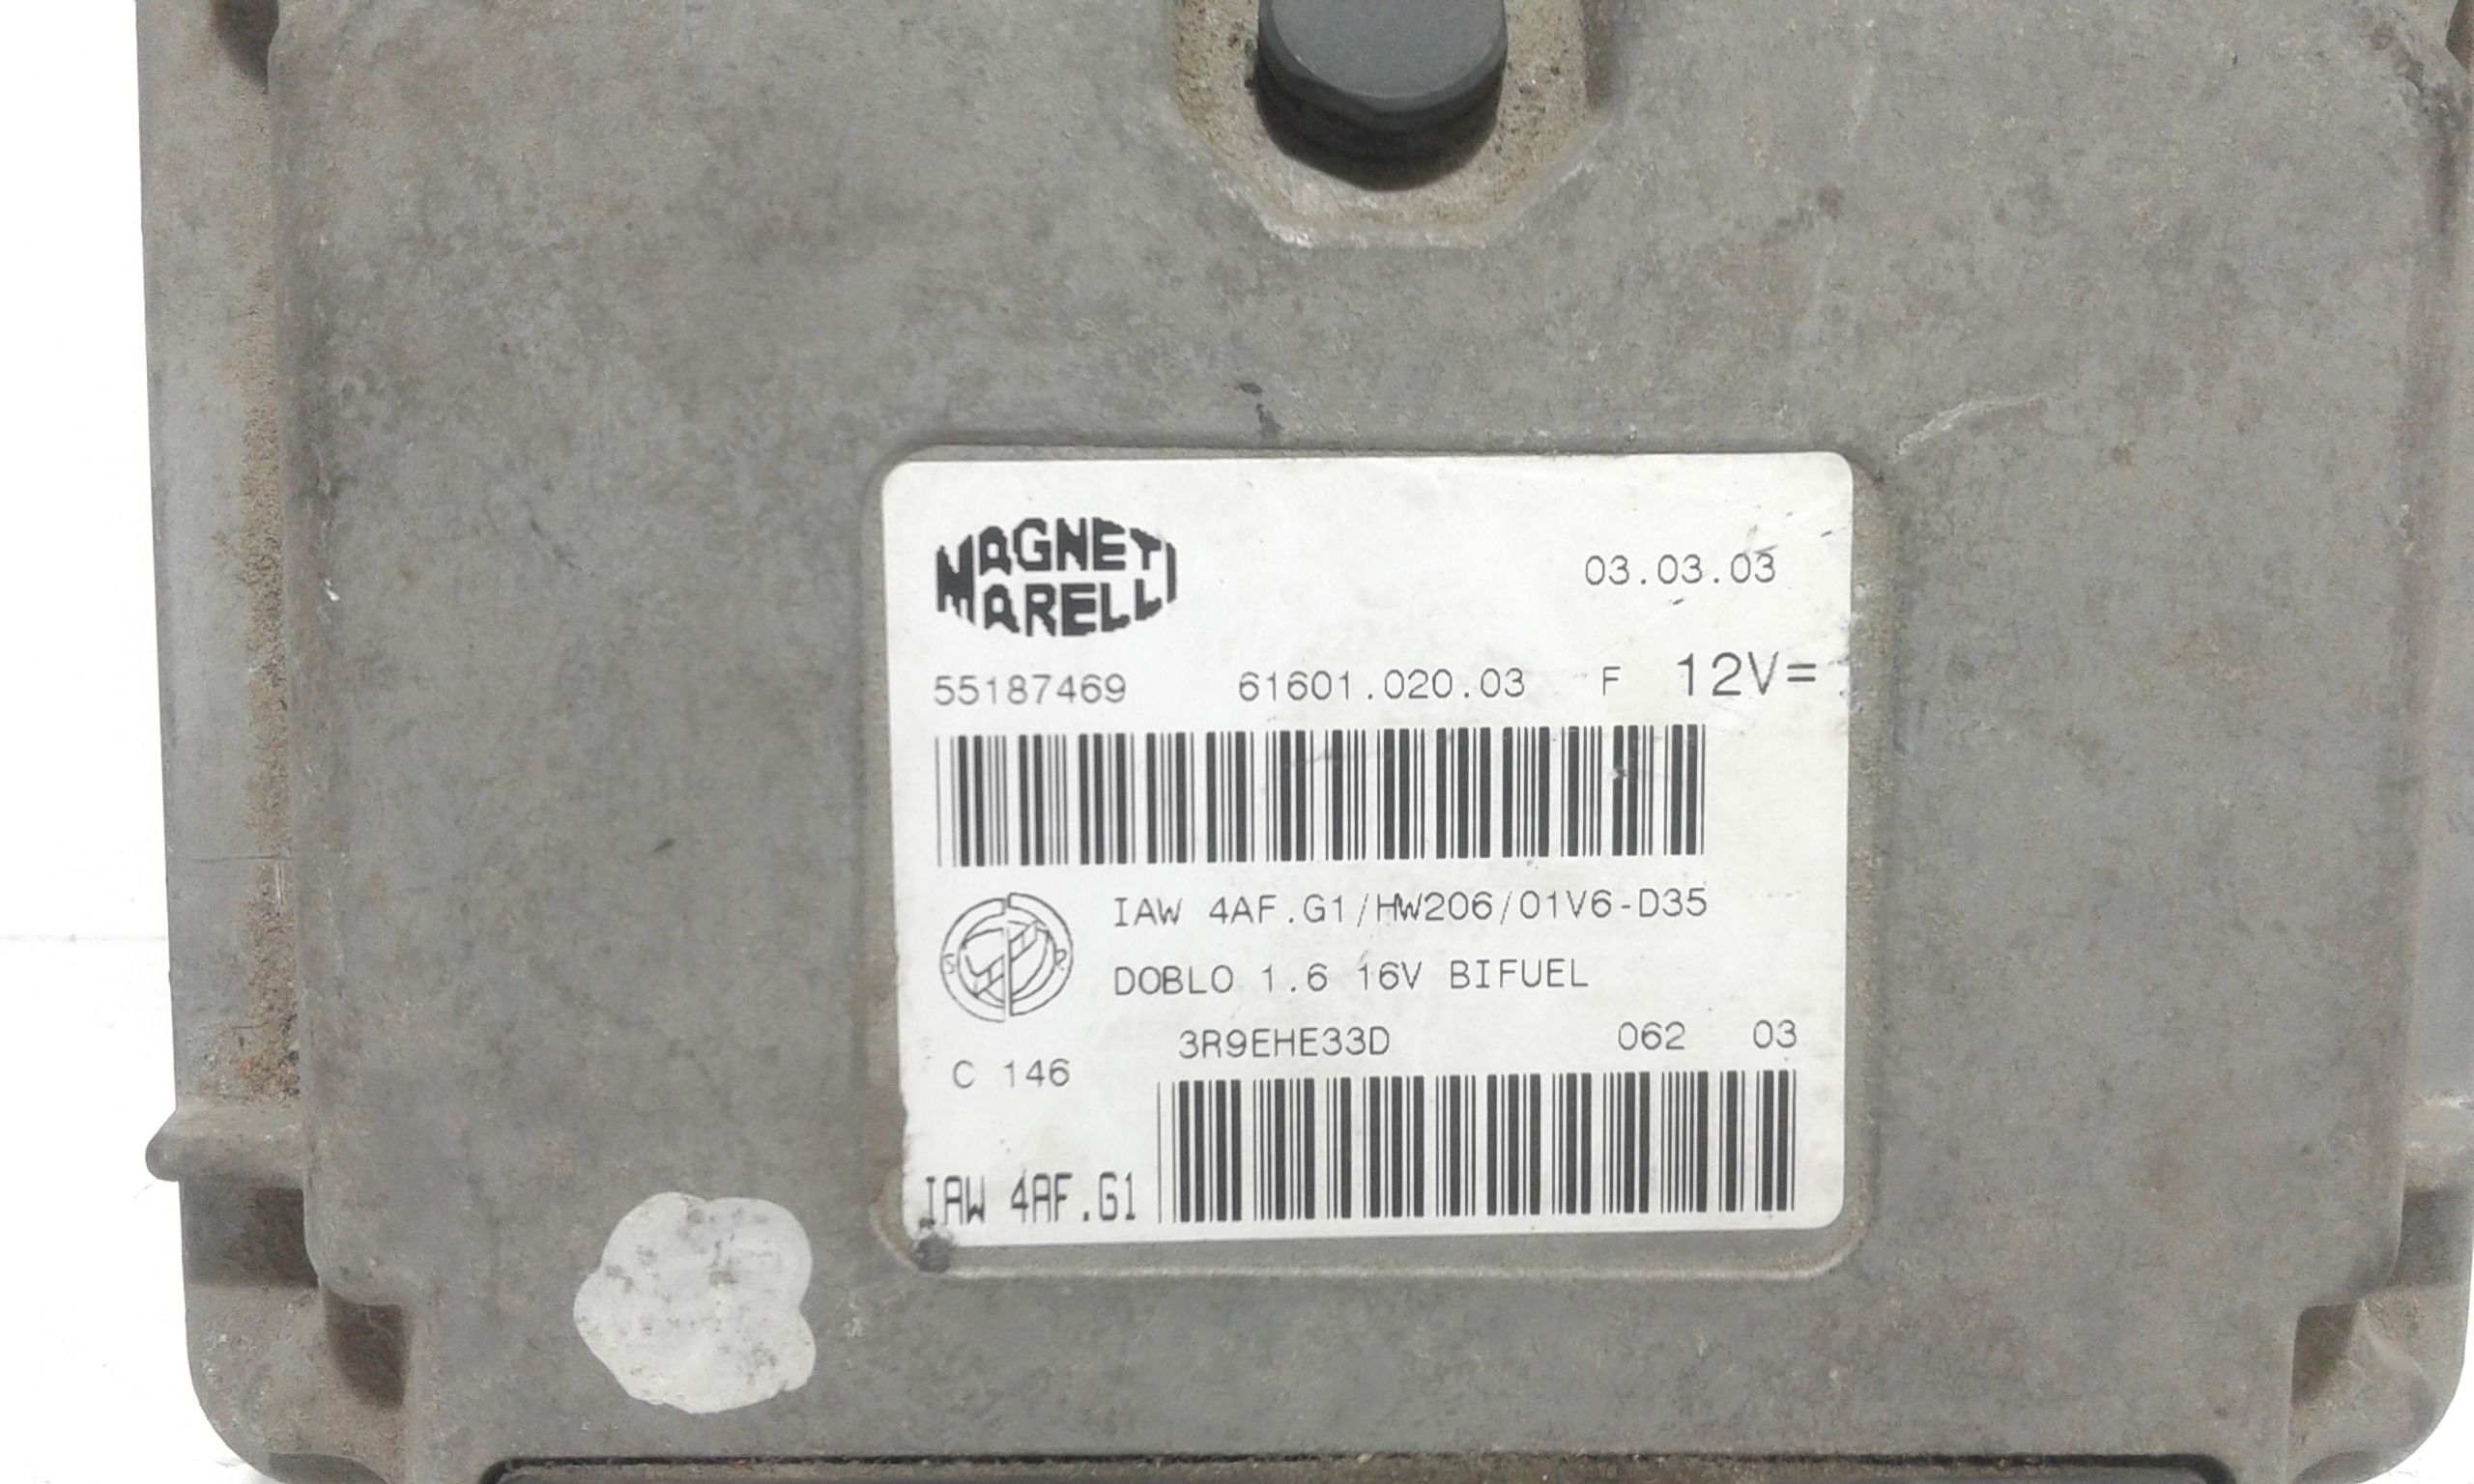 MAGNETI
MARELLI
03.03.03
55187469 61601.020.03 F 12V=
IAW 4AF.G1/HW206/01V6-D35
DOBLO 1.6 16V BIFUEL
3R9EHE33D 062 03
C 146
IAW 4AF.G1